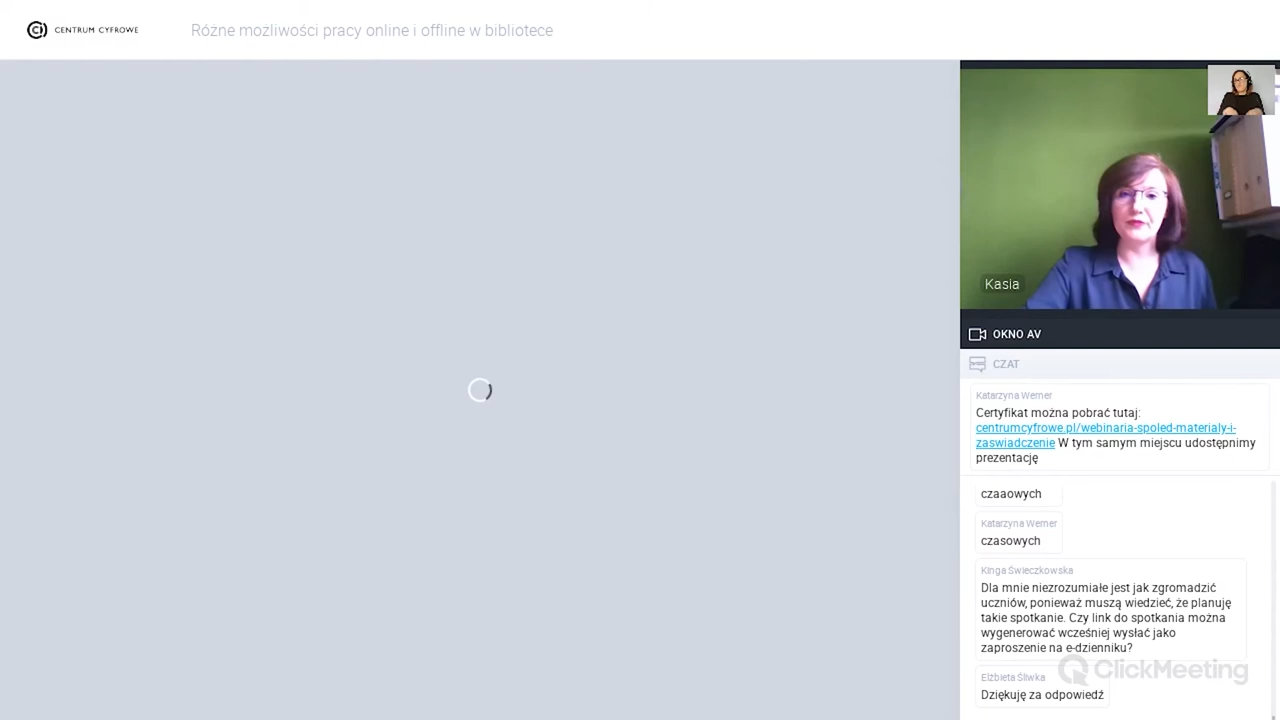 CENTRUM CYFROWE
Różne mozliwości pracy online i offline w bibliotece
Kasia
OKNO AV
CZAT
Katarzyna Werner
Certyfikat można pobrać tutaj:
centrumcyfrowe.pl/webinaria-spoled-materialy-i-
zaswiadczenie W tym samym miejscu udostępnimy
prezentację
czaaowych
Katarzyna Werner
czasowych
Kinga Świeczkowska
Dla mnie niezrozumiałe jest jak zgromadzić
uczniów, ponieważ muszą wiedzieć, że planuję
takie spotkanie. Czy link do spotkania można
wygenerować wcześniej wysłać jako
zaproszenie na e-dzienniku?
ClickMeeting
Elżbieta Śliwka
Dziękuję za odpowiedź